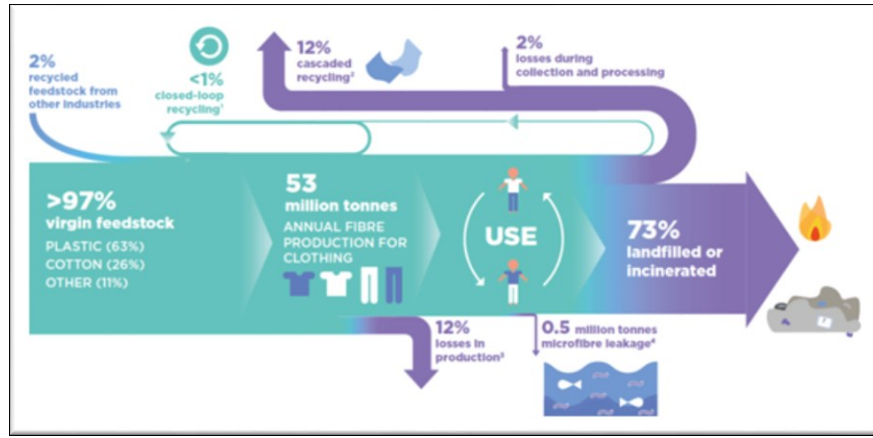 2%
recycled
feedstock from
other industries
<1%
closed-loop
recycling¹
12%
cascaded
recycling²
2%
losses during
collection and processing
>97%
virgin feedstock
PLASTIC (63%)
COTTON (26%)
OTHER (11%)
53
million tonnes
ANNUAL FIBRE
PRODUCTION FOR
CLOTHING
USE
73%
landfilled or
incinerated
12%
losses in
production³
0.5 million tonnes
microfibre leakage⁴